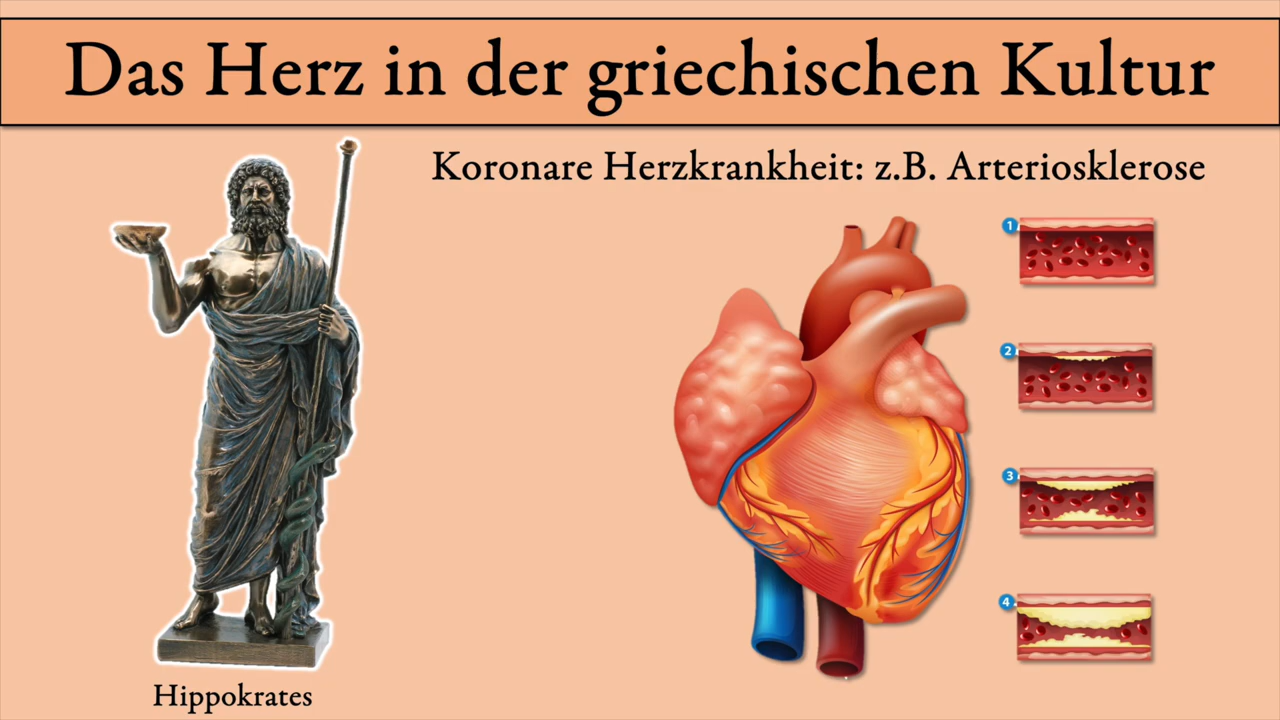 Das Herz in der griechischen Kultur
Koronare Herzkrankheit: z.B. Arteriosklerose
1
2
3
4
Hippokrates